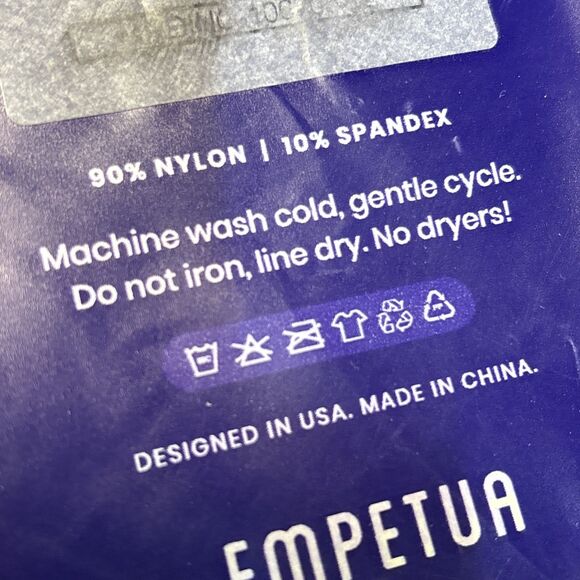 90% NYLON | 10% SPANDEX
Machine wash cold, gentle cycle.
Do not iron, line dry. No dryers!
DESIGNED IN USA. MADE IN CHINA.
EMPETUA